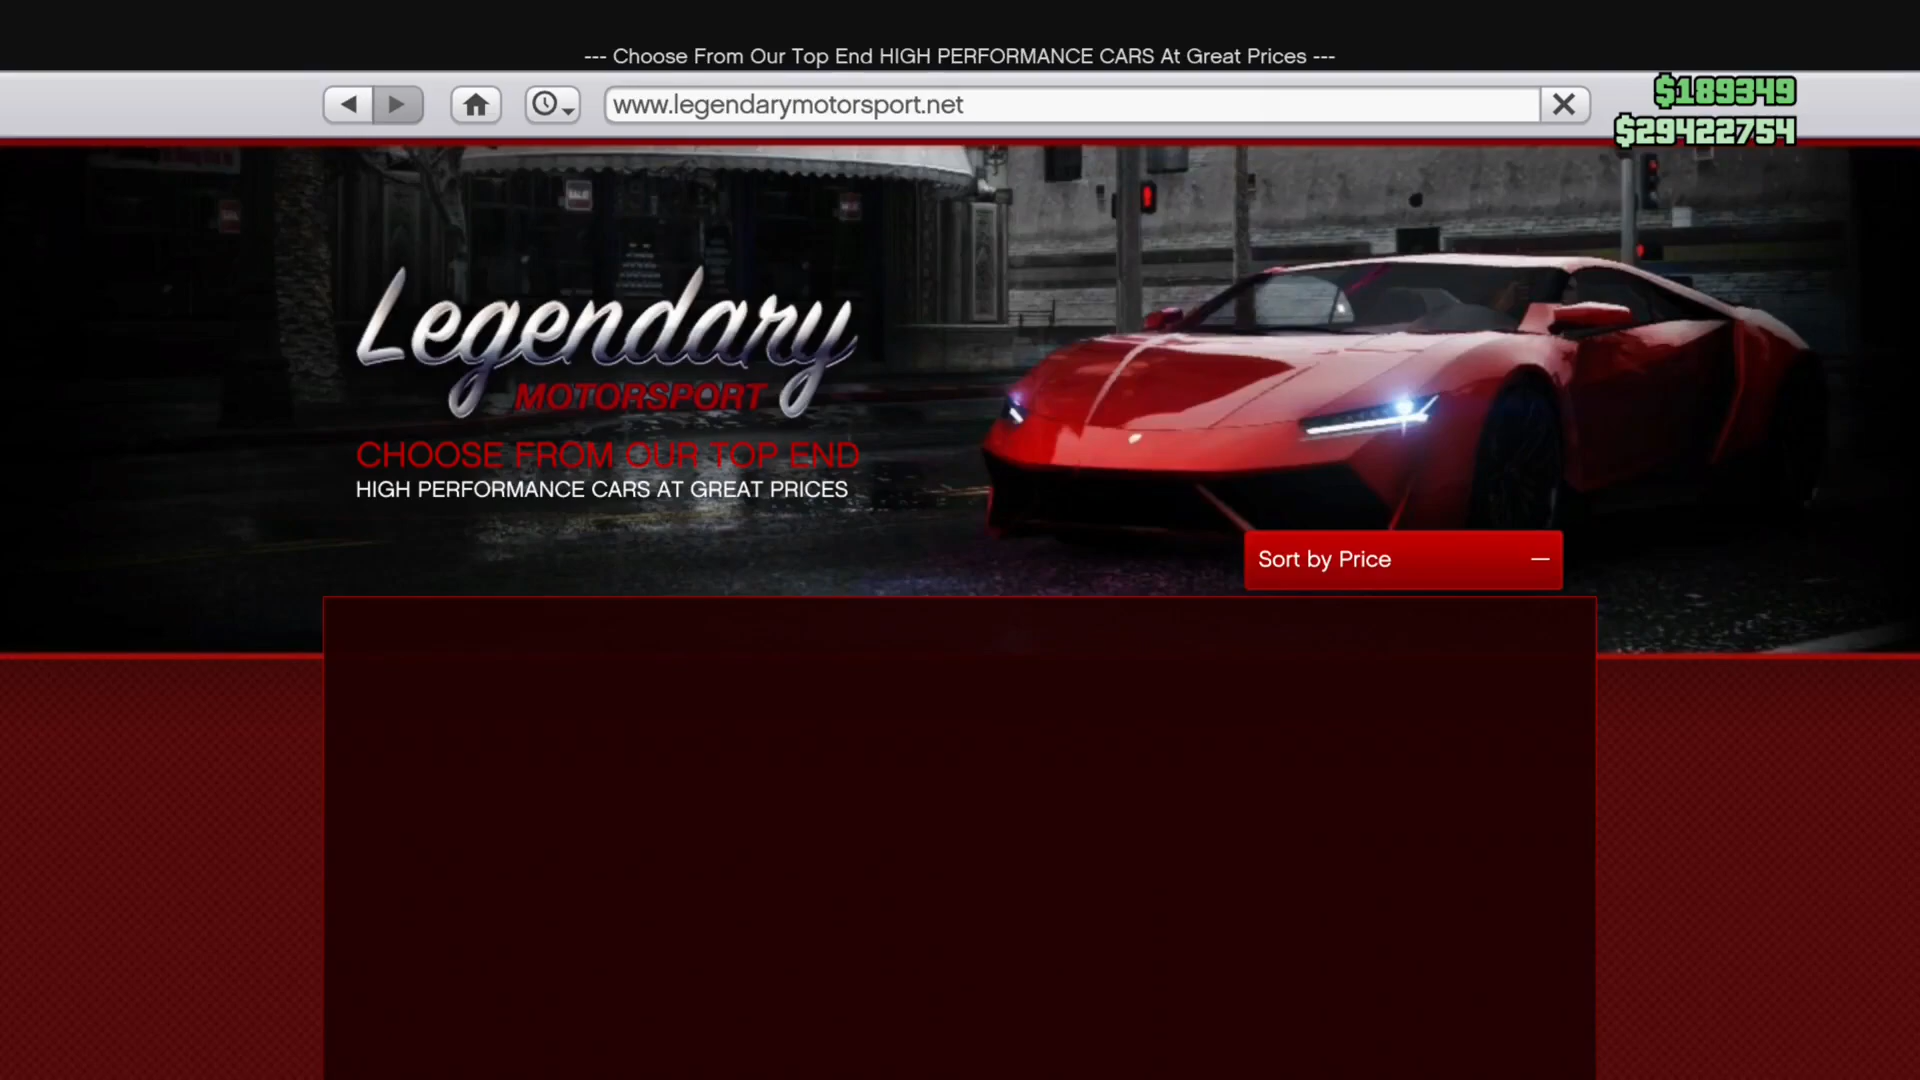 --- Choose From Our Top End HIGH PERFORMANCE CARS At Great Prices ---
www.legendarymotorsport.net
$189349
$29422754
SALE
Legendary
MOTORSPORT
CHOOSE FROM OUR TOP END
HIGH PERFORMANCE CARS AT GREAT PRICES
Sort by Price